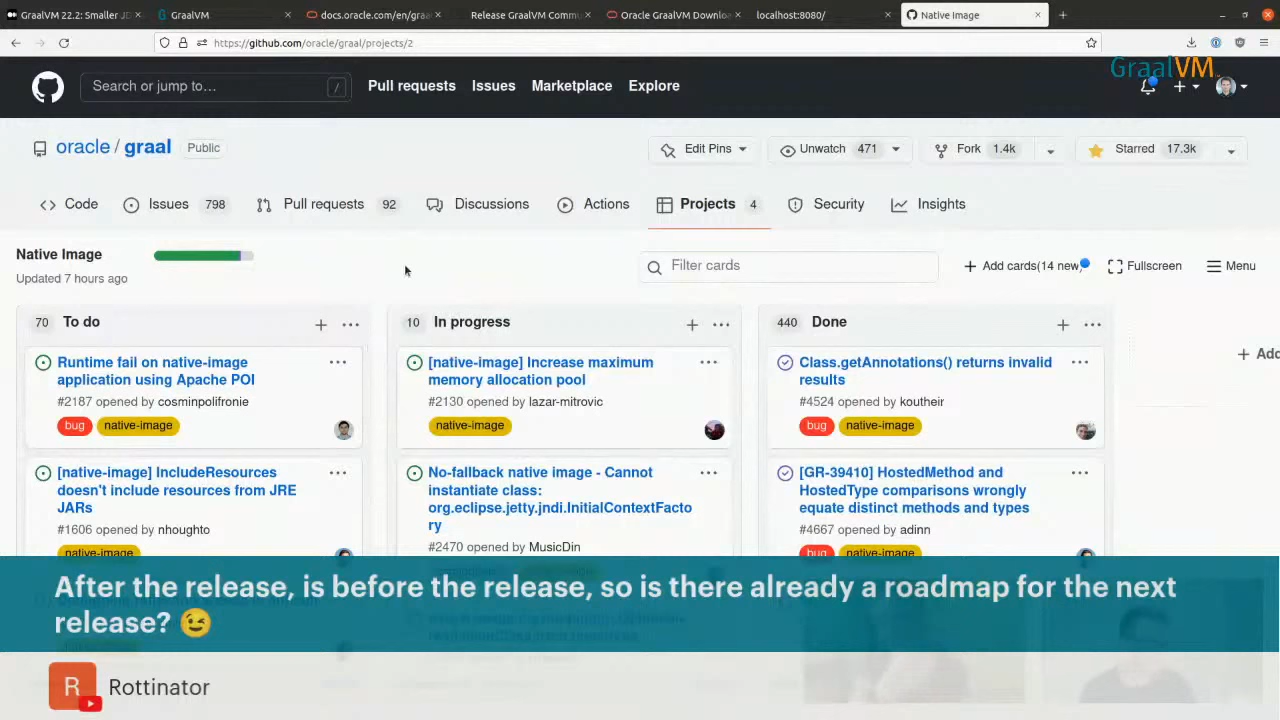 GraalVM 22.2: Smaller JD
GraalVM
docs.oracle.com/en/graa
Release GraalVM Commu
Oracle GraalVM Downloa
localhost:8080/
Native Image
https://github.com/oracle/graal/projects/2
GraalVM
Search or jump to…
/
Pull requests
Issues
Marketplace
Explore
oracle / graal
Public
Edit Pins
Unwatch 471
Fork 1.4k
Starred 17.3k
Code
Issues 798
Pull requests 92
Discussions
Actions
Projects 4
Security
Insights
Native Image
Updated 7 hours ago
Filter cards
Add cards(14 new)
Fullscreen
Menu
70 To do
Runtime fail on native-image
application using Apache POI
#2187 opened by cosminpolifronie
bug native-image
[native-image] IncludeResources
doesn't include resources from JRE
JARs
#1606 opened by nhoughto
native-image
10 In progress
[native-image] Increase maximum
memory allocation pool
#2130 opened by lazar-mitrovic
native-image
No-fallback native image - Cannot
instantiate class:
org.eclipse.jetty.jndi.InitialContextFacto
ry
#2470 opened by MusicDin
440 Done
Class.getAnnotations() returns invalid
results
#4524 opened by koutheir
bug native-image
[GR-39410] HostedMethod and
HostedType comparisons wrongly
equate distinct methods and types
#4667 opened by adinn
bug native-image
+ Add
After the release, is before the release, so is there already a roadmap for the next
release? 😉
R
Rottinator